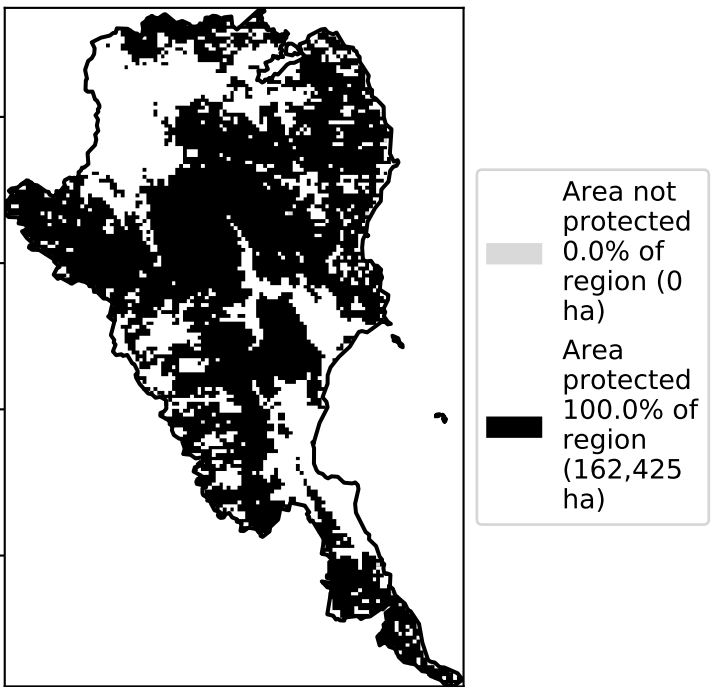 Area not
protected
0.0% of
region (0
ha)
Area
protected
100.0% of
region
(162,425
ha)